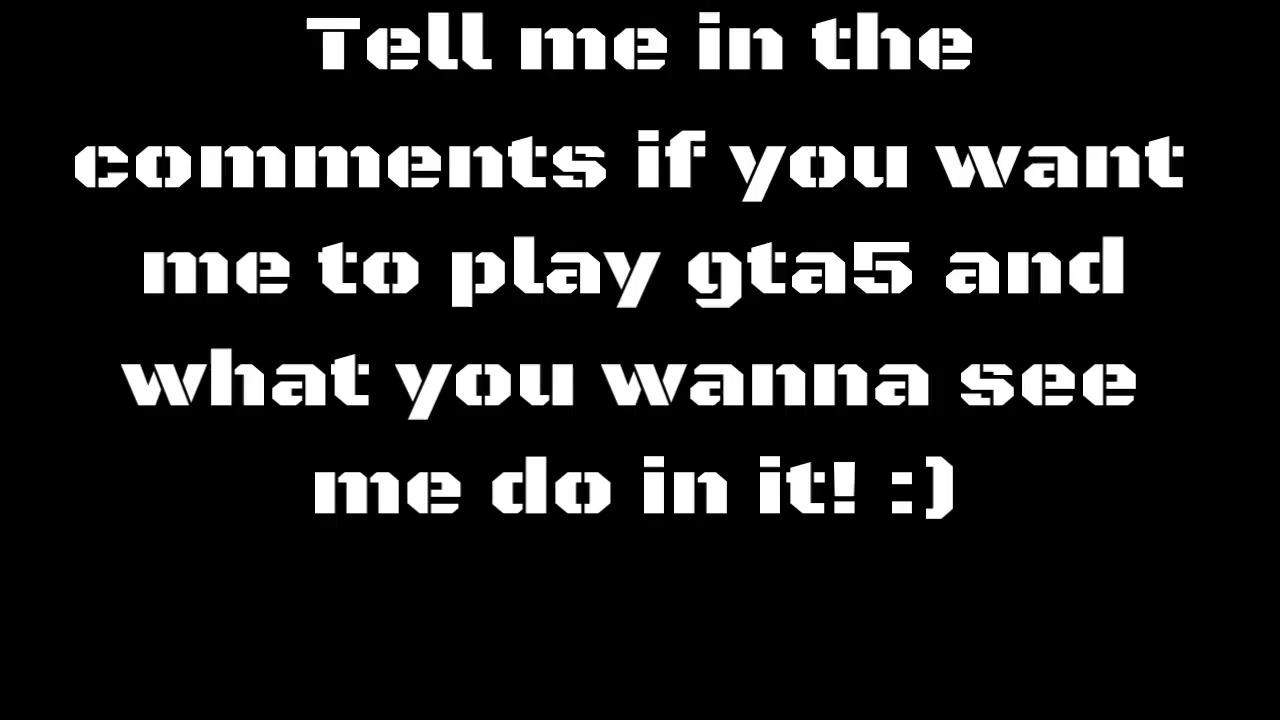 Tell me in the
comments if you want
me to play gta5 and
what you wanna see
me do in it! :)